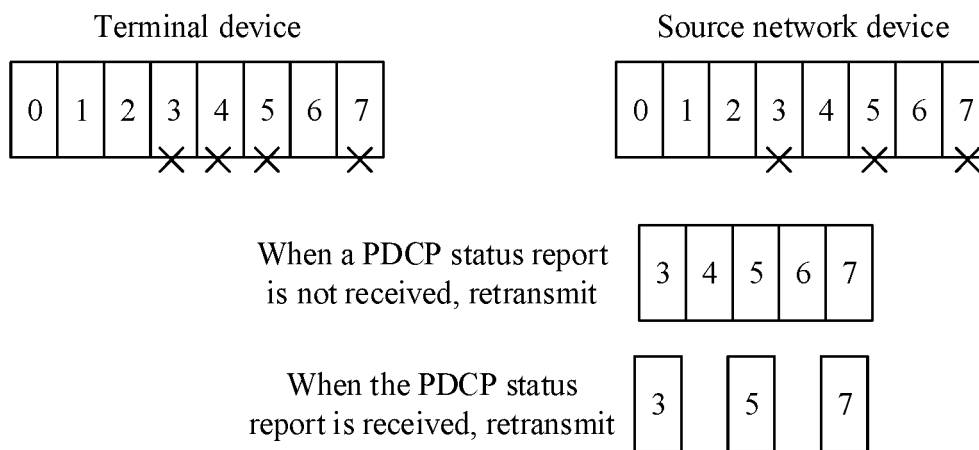 Terminal device
Source network device
0 1 2 3 4 5 6 7
0 1 2 3 4 5 6 7
When a PDCP status report
is not received, retransmit
3 4 5 6 7
When the PDCP status
report is received, retransmit
3 5 7